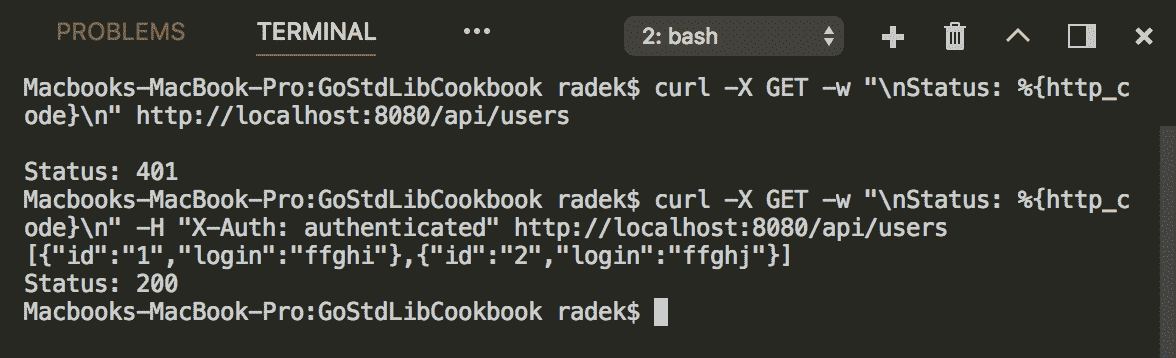 PROBLEMS TERMINAL ••• 2: bash
Macbooks-MacBook-Pro:GoStdLibCookbook radek$ curl -X GET -w "\nStatus: %{http_c
ode}\n" http://localhost:8080/api/users
Status: 401
Macbooks-MacBook-Pro:GoStdLibCookbook radek$ curl -X GET -w "\nStatus: %{http_c
ode}\n" -H "X-Auth: authenticated" http://localhost:8080/api/users
[{"id":"1","login":"ffghi"},{"id":"2","login":"ffghj"}]
Status: 200
Macbooks-MacBook-Pro:GoStdLibCookbook radek$